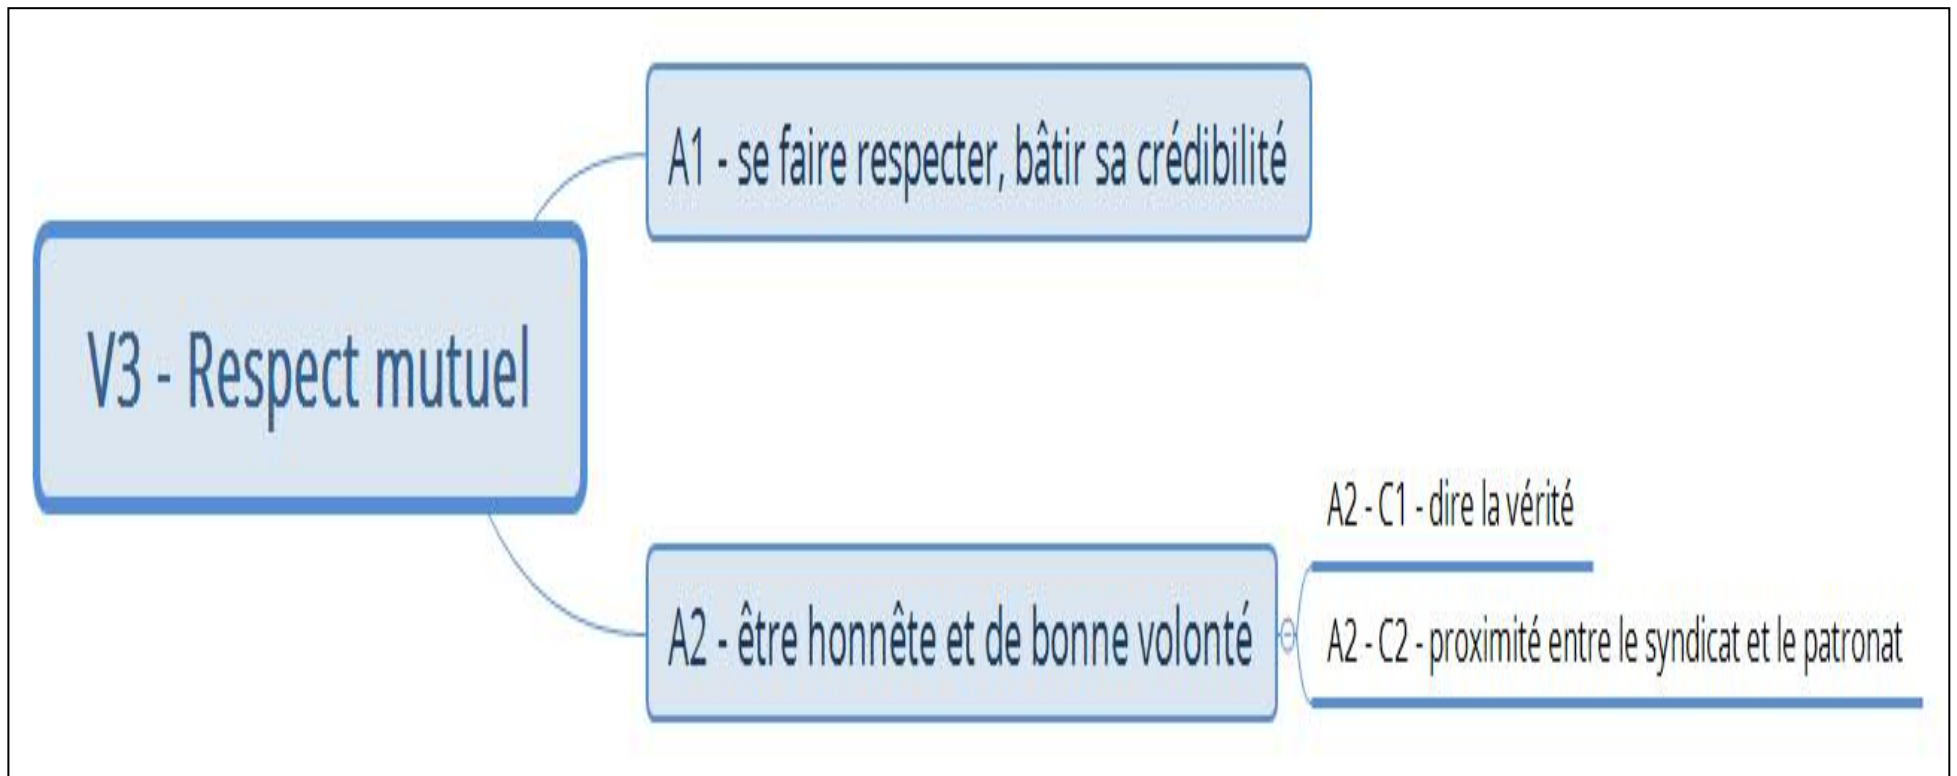 A1 - se faire respecter, bâtir sa crédibilité
V3 - Respect mutuel
A2 - être honnête et de bonne volonté
A2 - C1 - dire la vérité
A2 - C2 - proximité entre le syndicat et le patronat